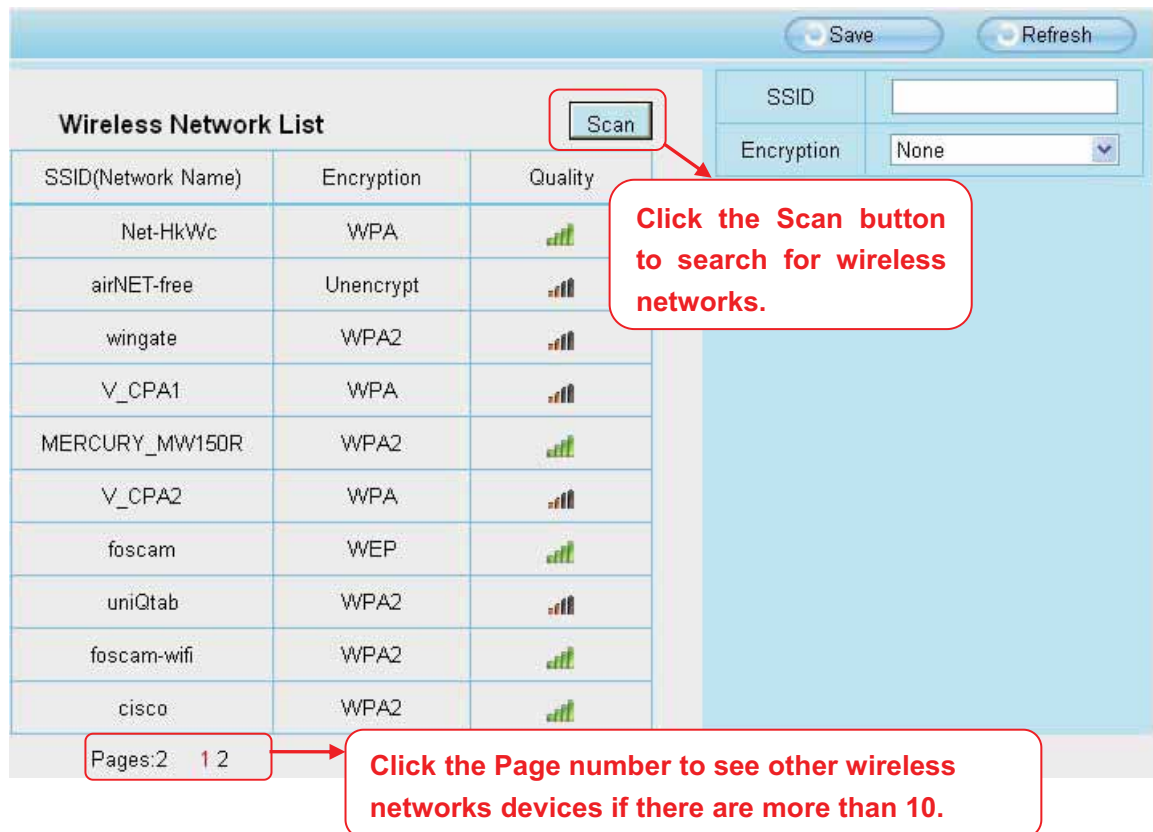 Save Refresh
Wireless Network List Scan
SSID
Encryption None
SSID(Network Name) Encryption Quality
Net-HkWc WPA
airNET-free Unencrypt
wingate WPA2
V_CPA1 WPA
MERCURY_MW150R WPA2
V_CPA2 WPA
foscam WEP
uniQtab WPA2
foscam-wifi WPA2
cisco WPA2
Pages:2 1 2
Click the Scan button
to search for wireless
networks.
Click the Page number to see other wireless
networks devices if there are more than 10.